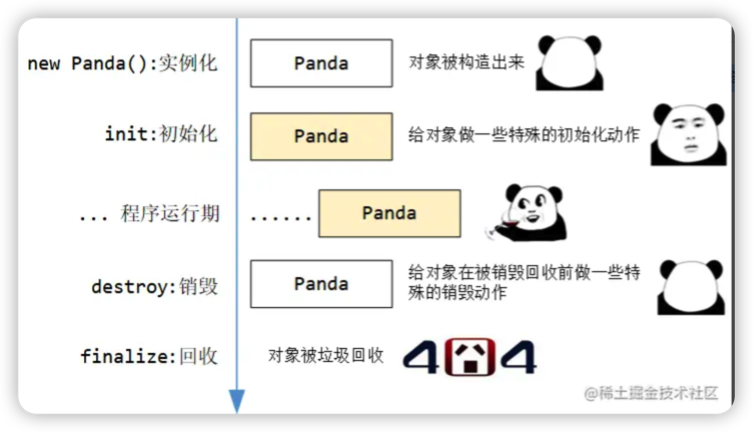 new Panda():实例化
Panda
对象被构造出来
init:初始化
Panda
给对象做一些特殊的初始化动作
... 程序运行期
......
Panda
destroy:销毁
Panda
给对象在被销毁回收前做一些特
殊的销毁动作
finalize:回收
对象被垃圾回收
4 4
@稀土掘金技术社区